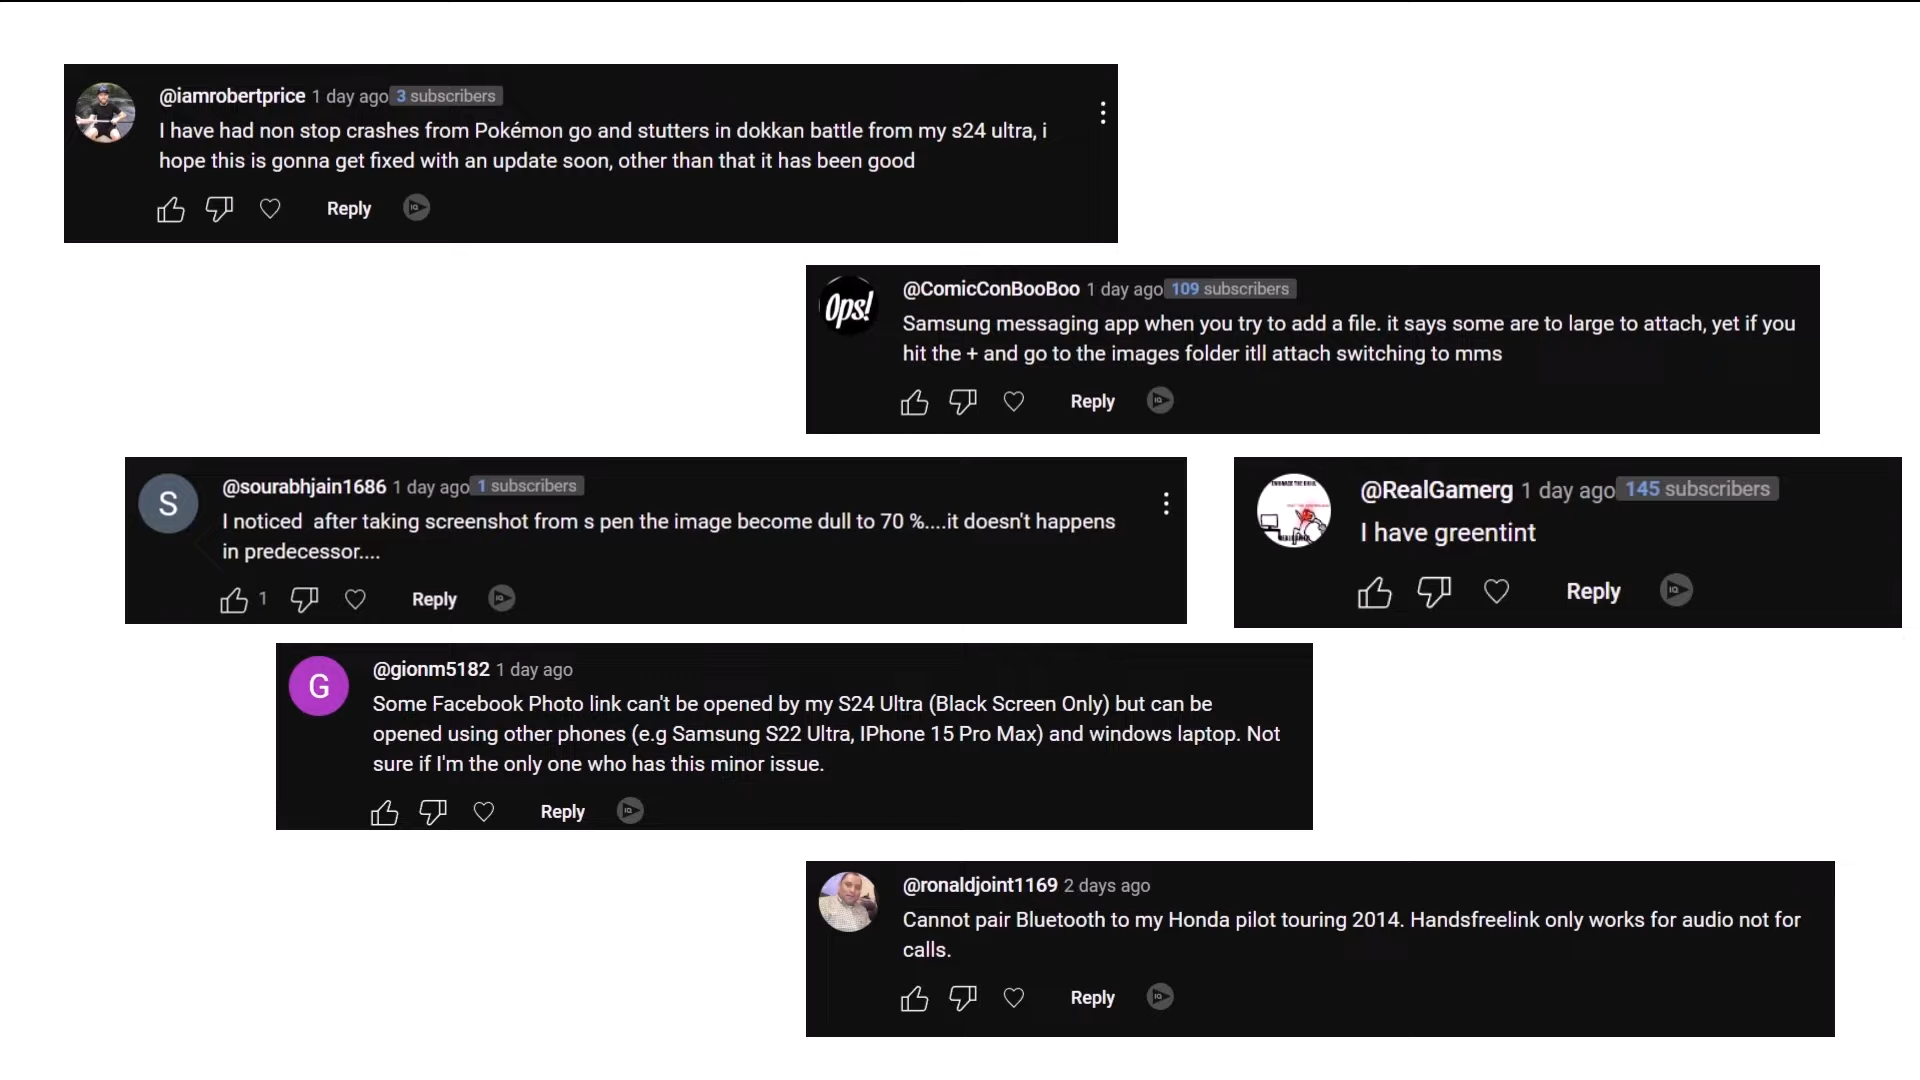 @iamrobertprice 1 day ago 3 subscribers
I have had non stop crashes from Pokémon go and stutters in dokkan battle from my s24 ultra, i
hope this is gonna get fixed with an update soon, other than that it has been good
Reply
Ops!
@ComicConBooBoo 1 day ago 109 subscribers
Samsung messaging app when you try to add a file. it says some are to large to attach, yet if you
hit the + and go to the images folder itll attach switching to mms
Reply
S
@sourabhjain1686 1 day ago 1 subscribers
I noticed  after taking screenshot from s pen the image become dull to 70 %....it doesn't happens
in predecessor....
1 Reply
@RealGamerg 1 day ago 145 subscribers
I have greentint
Reply
G
@gionm5182 1 day ago
Some Facebook Photo link can't be opened by my S24 Ultra (Black Screen Only) but can be
opened using other phones (e.g Samsung S22 Ultra, IPhone 15 Pro Max) and windows laptop. Not
sure if I'm the only one who has this minor issue.
Reply
@ronaldjoint1169 2 days ago
Cannot pair Bluetooth to my Honda pilot touring 2014. Handsfreelink only works for audio not for
calls.
Reply